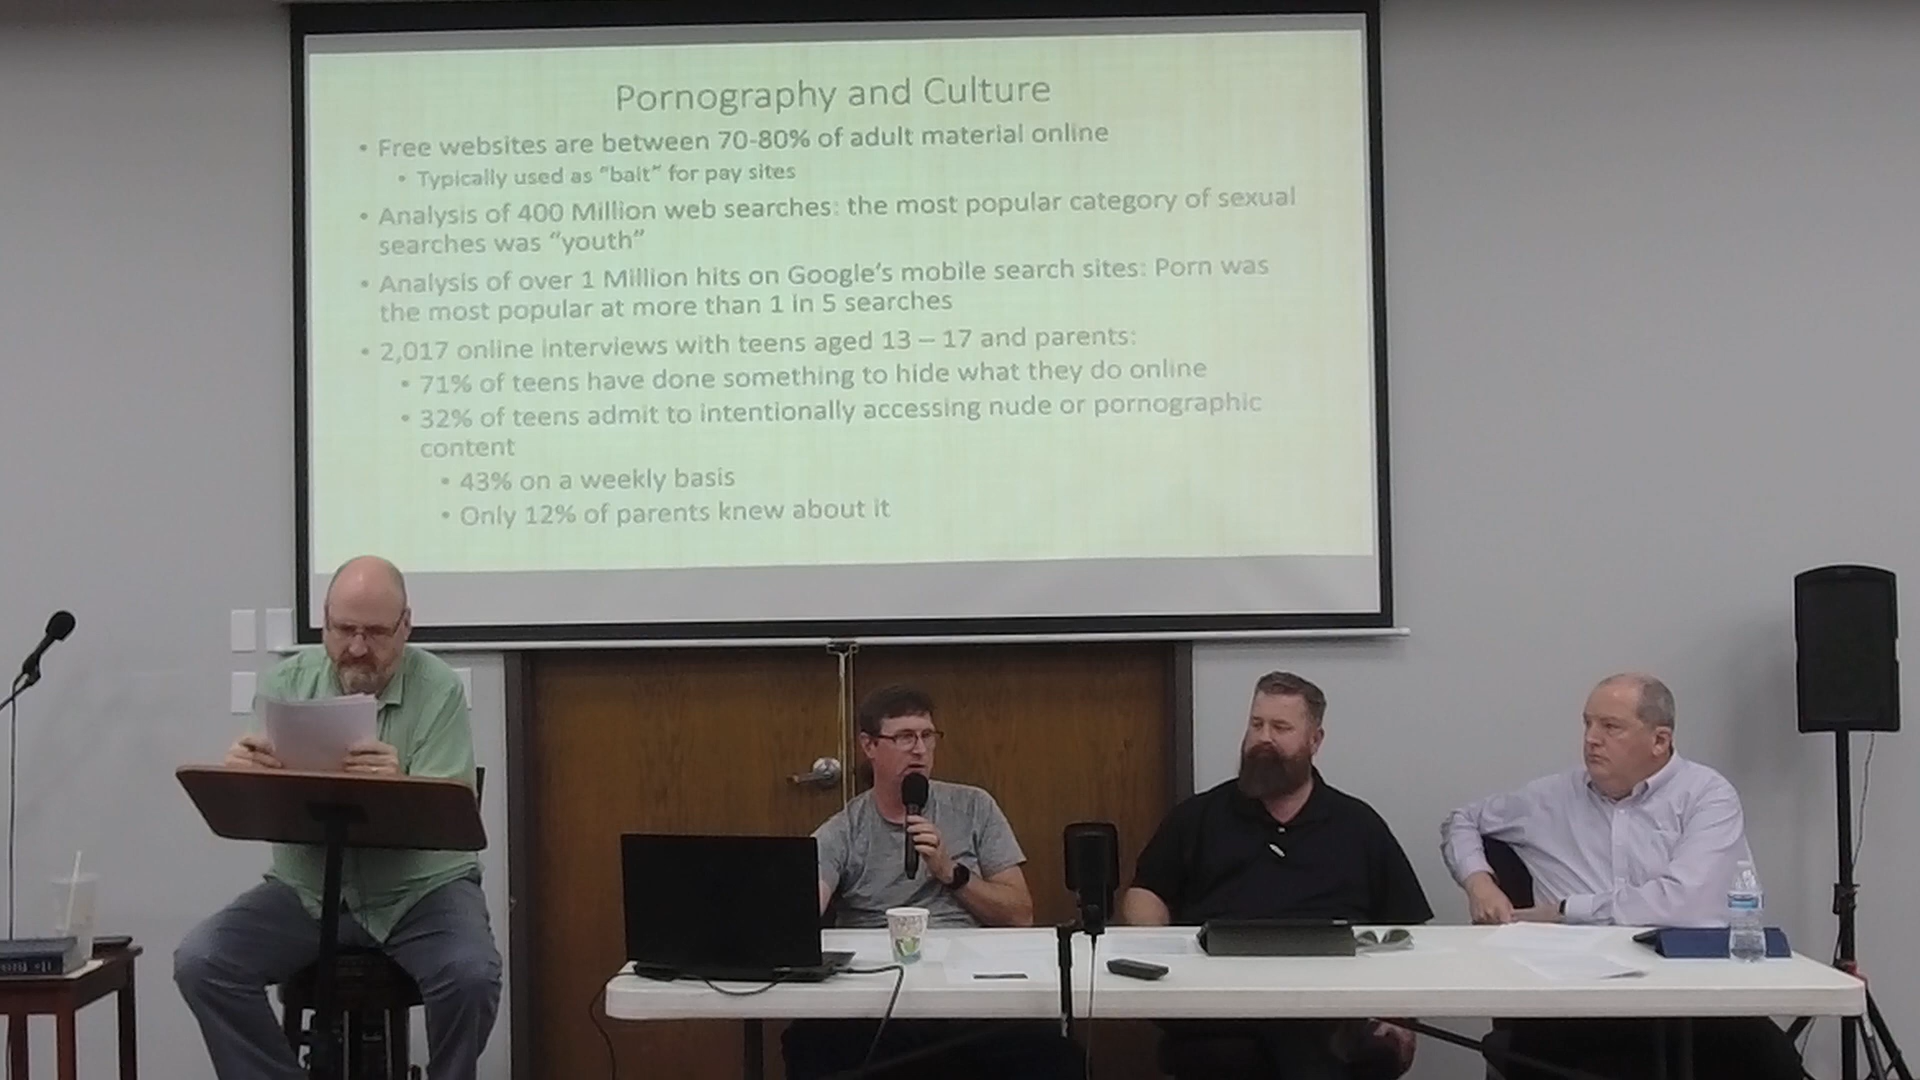 Pornography and Culture
• Free websites are between 70-80% of adult material online
• Typically used as "bait" for pay sites
• Analysis of 400 Million web searches: the most popular category of sexual
searches was "youth"
• Analysis of over 1 Million hits on Google's mobile search sites: Porn was
the most popular at more than 1 in 5 searches
• 2,017 online interviews with teens aged 13 – 17 and parents:
• 71% of teens have done something to hide what they do online
• 32% of teens admit to intentionally accessing nude or pornographic
content
• 43% on a weekly basis
• Only 12% of parents knew about it